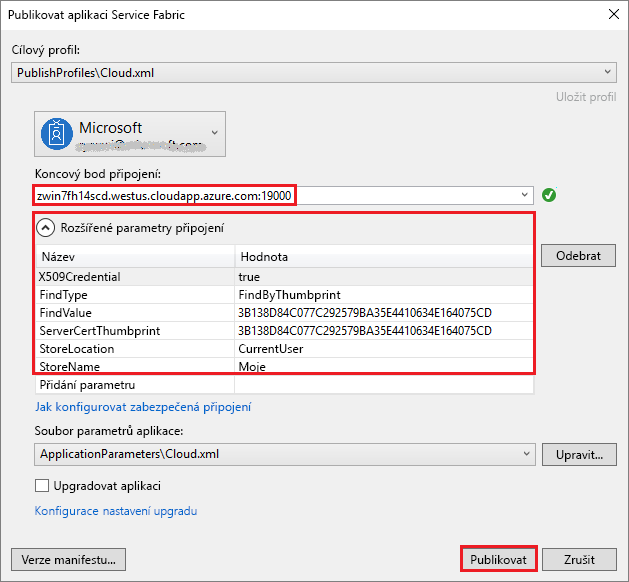 Publikovat aplikaci Service Fabric
Cílový profil:
PublishProfiles\Cloud.xml
Uložit profil
Microsoft
Koncový bod připojení:
zwin7fh14scd.westus.cloudapp.azure.com:19000
Rozšířené parametry připojení
Název Hodnota
Odebrat
X509Credential true
FindType FindByThumbprint
FindValue 3B138D84C077C292579BA35E4410634E164075CD
ServerCertThumbprint 3B138D84C077C292579BA35E4410634E164075CD
StoreLocation CurrentUser
StoreName Moje
Přidání parametru
Jak konfigurovat zabezpečená připojení
Soubor parametrů aplikace:
ApplicationParameters\Cloud.xml
Upravit...
Upgradovat aplikaci
Konfigurace nastavení upgradu
Verze manifestu... Publikovat Zrušit